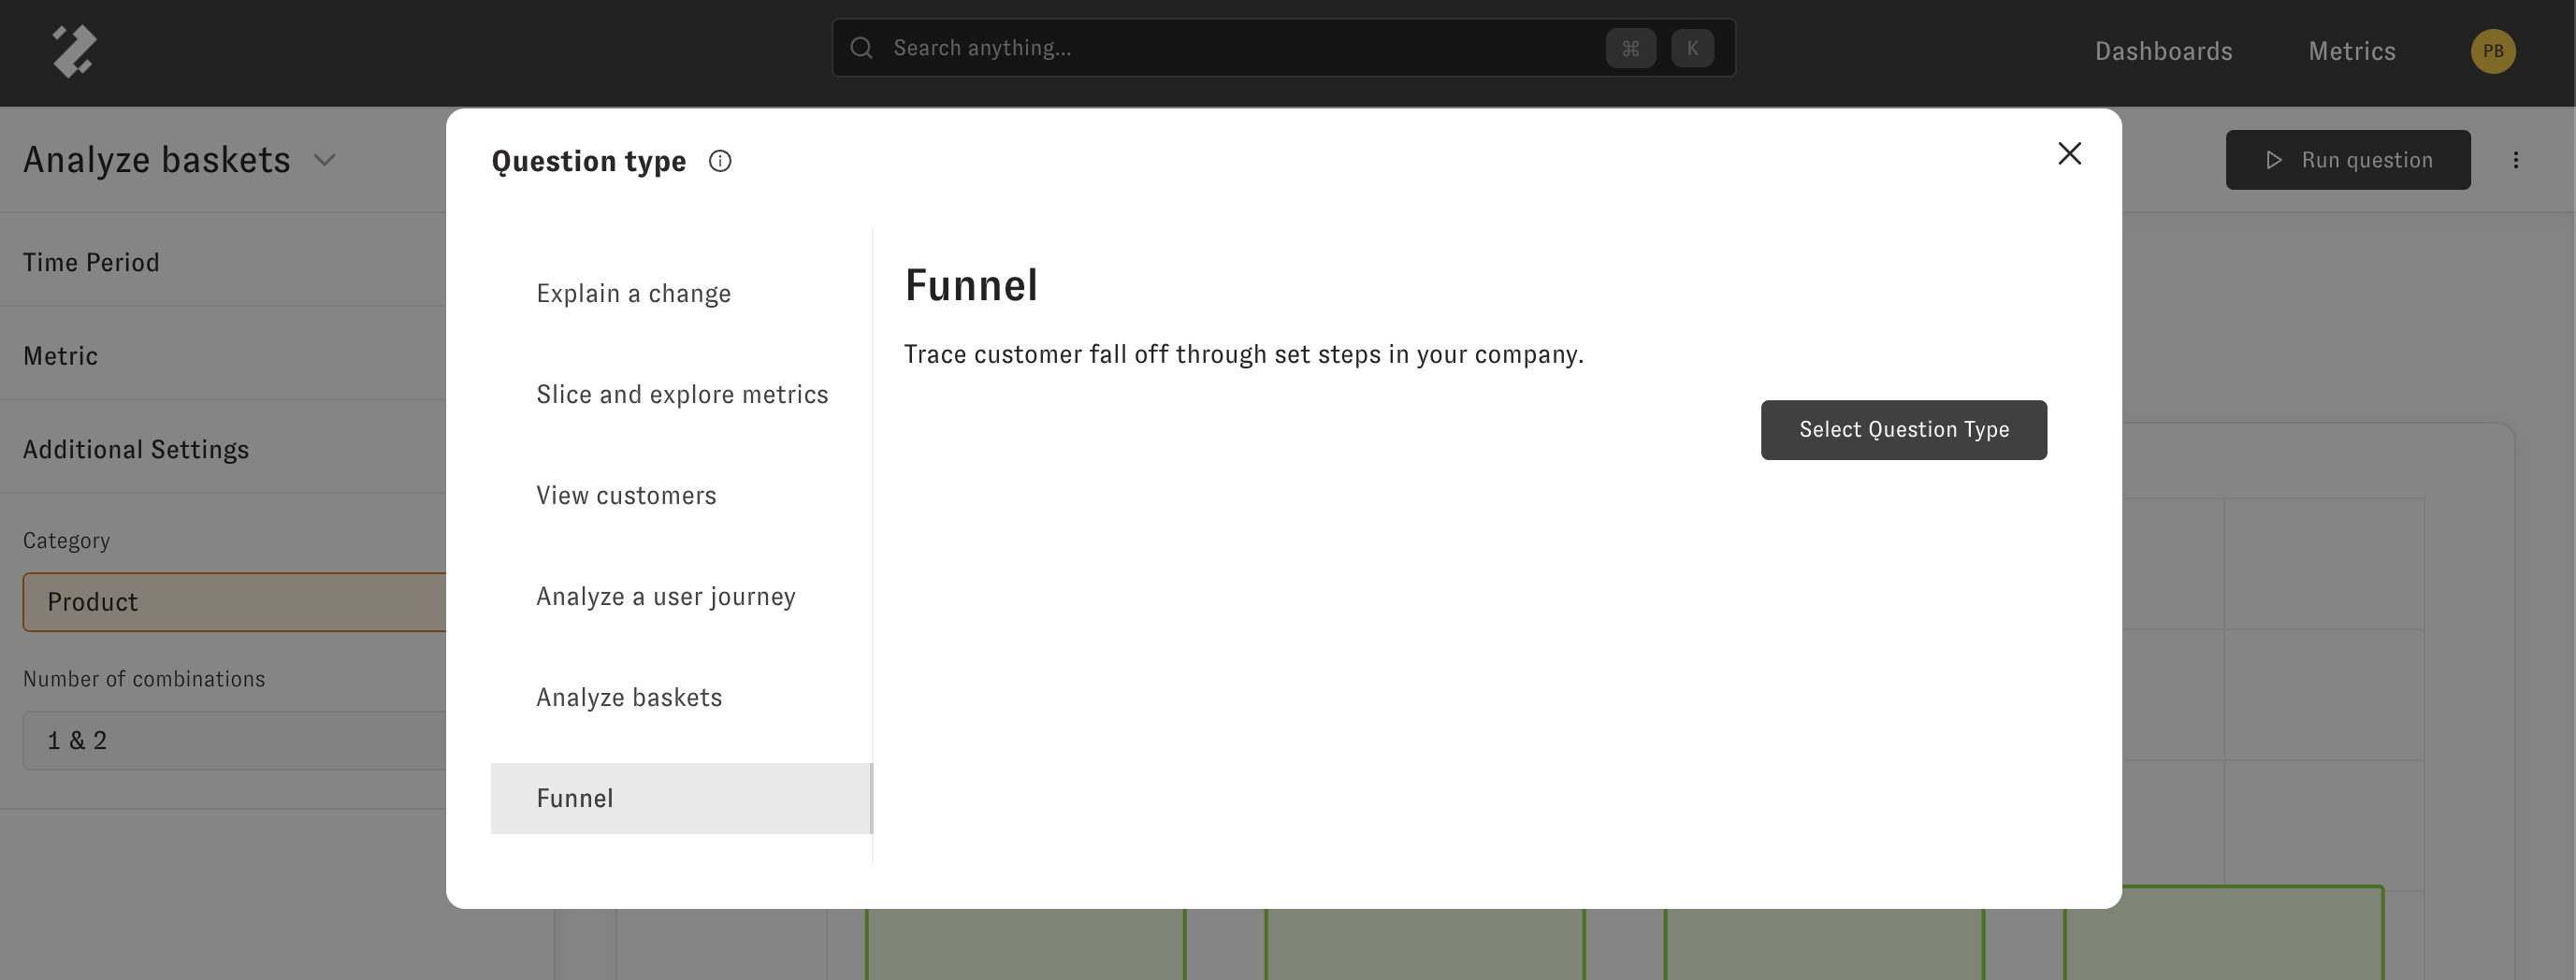 Search anything...
⌘ K
Dashboards
Metrics
PB
Analyze baskets
Run question
Time Period
Metric
Additional Settings
Category
Product
Number of combinations
1 & 2
Question type
Explain a change
Slice and explore metrics
View customers
Analyze a user journey
Analyze baskets
Funnel
Funnel
Trace customer fall off through set steps in your company.
Select Question Type